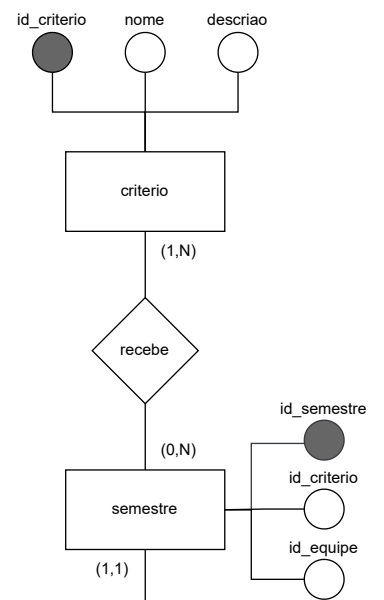 id_criterio nome descriao
criterio
(1,N)
recebe
(0,N)
id_semestre
id_criterio
semestre
id_equipe
(1,1)